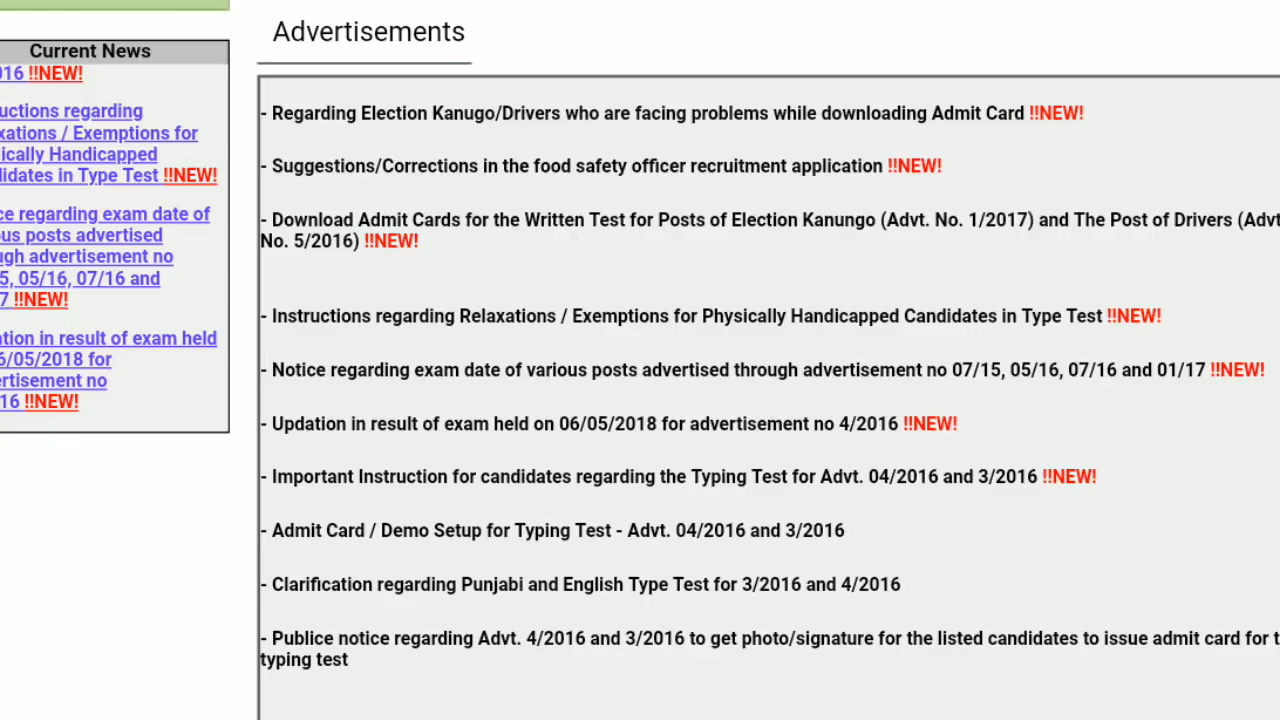 Current News
016 !!NEW!
uctions regarding
xations / Exemptions for
ically Handicapped
lidates in Type Test !!NEW!
ce regarding exam date of
ous posts advertised
ugh advertisement no
5, 05/16, 07/16 and
7 !!NEW!
ation in result of exam held
6/05/2018 for
ertisement no
16 !!NEW!
Advertisements
- Regarding Election Kanugo/Drivers who are facing problems while downloading Admit Card !!NEW!
- Suggestions/Corrections in the food safety officer recruitment application !!NEW!
- Download Admit Cards for the Written Test for Posts of Election Kanungo (Advt. No. 1/2017) and The Post of Drivers (Advt
No. 5/2016) !!NEW!
- Instructions regarding Relaxations / Exemptions for Physically Handicapped Candidates in Type Test !!NEW!
- Notice regarding exam date of various posts advertised through advertisement no 07/15, 05/16, 07/16 and 01/17 !!NEW!
- Updation in result of exam held on 06/05/2018 for advertisement no 4/2016 !!NEW!
- Important Instruction for candidates regarding the Typing Test for Advt. 04/2016 and 3/2016 !!NEW!
- Admit Card / Demo Setup for Typing Test - Advt. 04/2016 and 3/2016
- Clarification regarding Punjabi and English Type Test for 3/2016 and 4/2016
- Publice notice regarding Advt. 4/2016 and 3/2016 to get photo/signature for the listed candidates to issue admit card for t
typing test